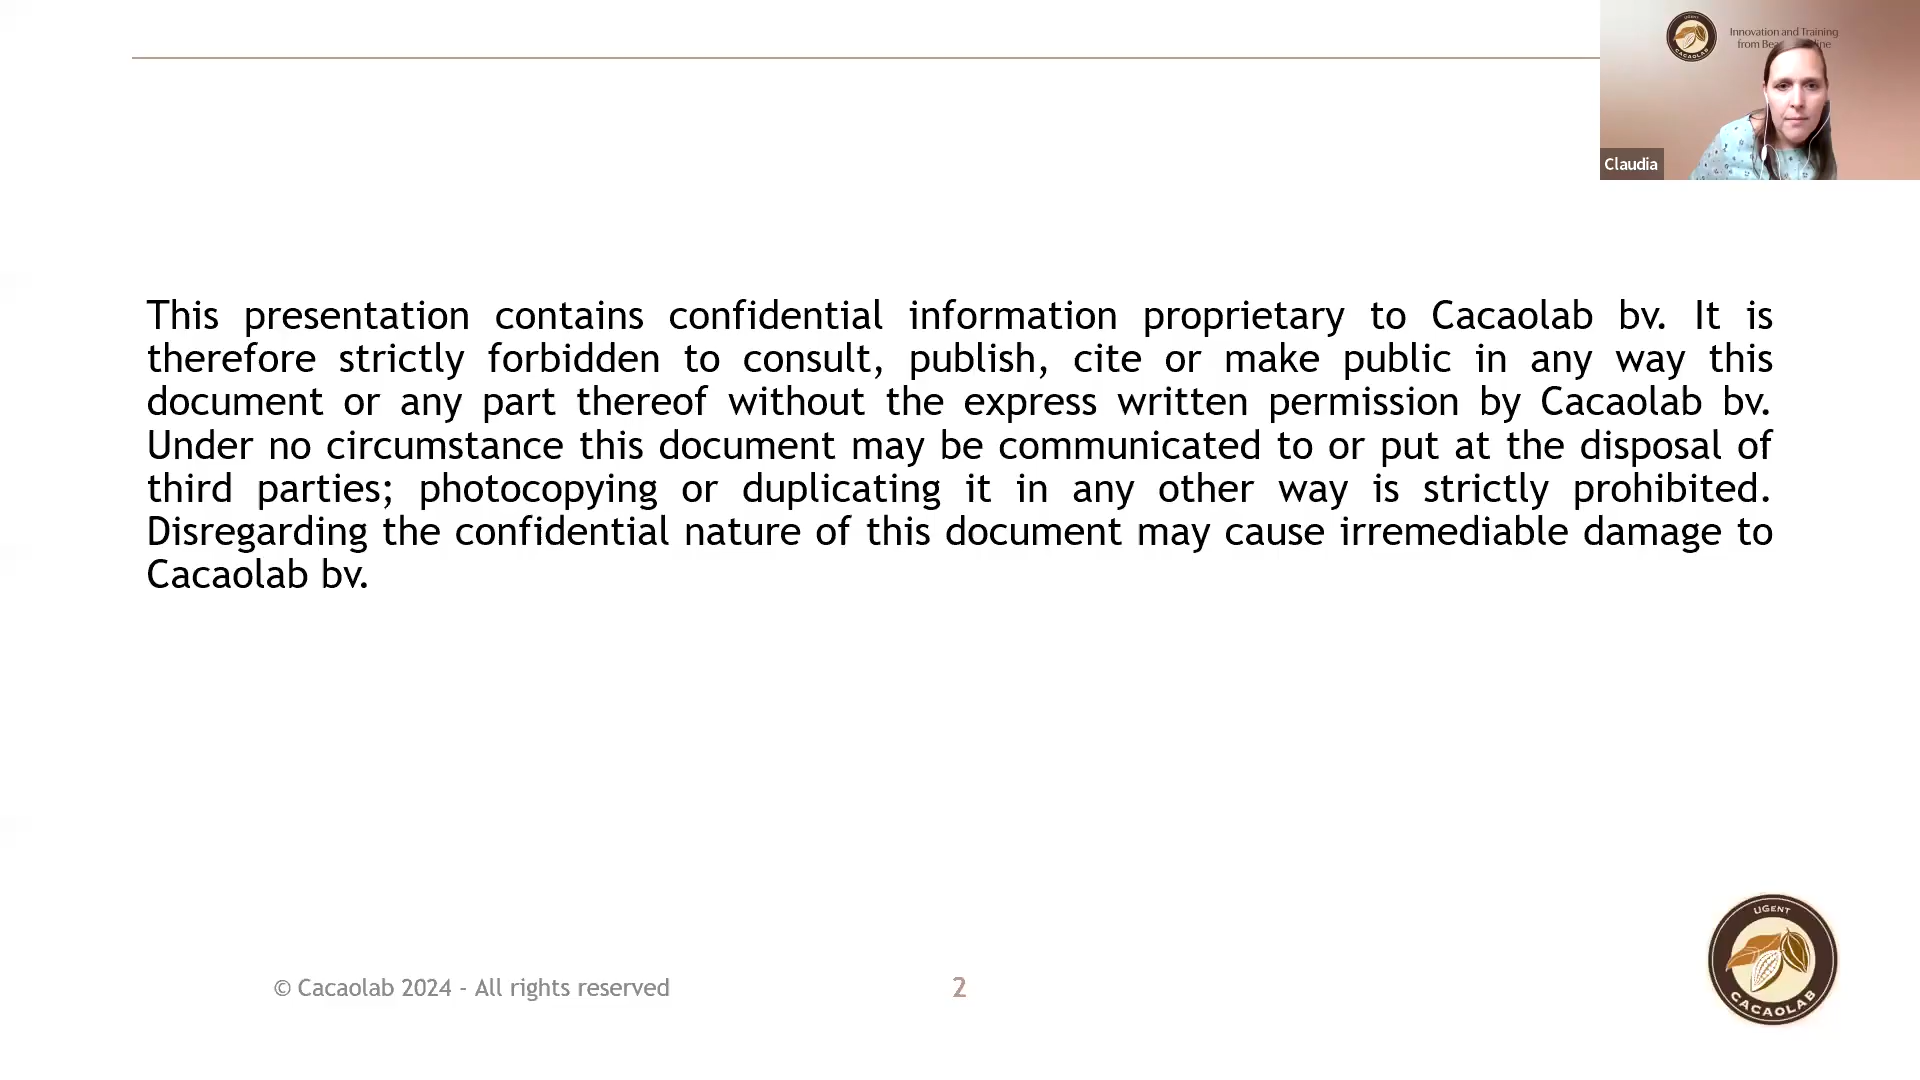 Innovation and Training
from
Claudia
This presentation contains confidential information proprietary to Cacaolab bv. It is
therefore strictly forbidden to consult, publish, cite or make public in any way this
document or any part thereof without the express written permission by Cacaolab bv.
Under no circumstance this document may be communicated to or put at the disposal of
third parties; photocopying or duplicating it in any other way is strictly prohibited.
Disregarding the confidential nature of this document may cause irremediable damage to
Cacaolab bv.
UGENT
CACAOLAB
© Cacaolab 2024 - All rights reserved
2